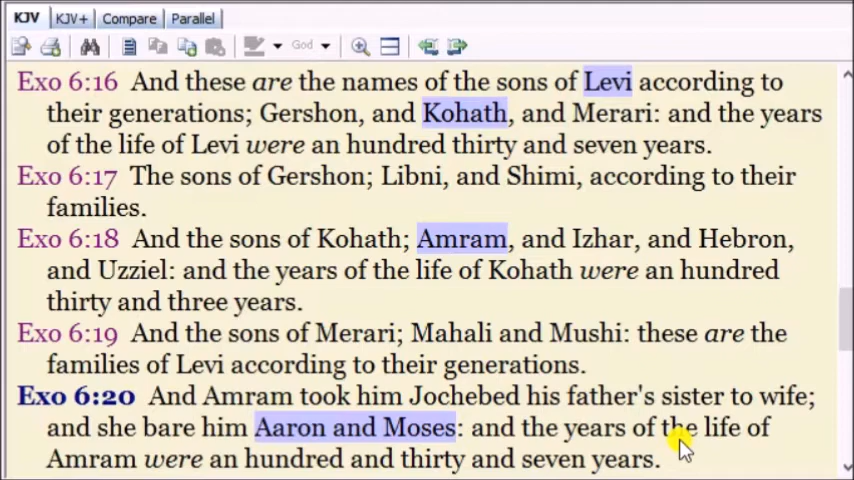 KJV KJV+ Compare Parallel
God
Exo 6:16 And these are the names of the sons of Levi according to
their generations; Gershon, and Kohath, and Merari: and the years
of the life of Levi were an hundred thirty and seven years.
Exo 6:17 The sons of Gershon; Libni, and Shimi, according to their
families.
Exo 6:18 And the sons of Kohath; Amram, and Izhar, and Hebron,
and Uzziel: and the years of the life of Kohath were an hundred
thirty and three years.
Exo 6:19 And the sons of Merari; Mahali and Mushi: these are the
families of Levi according to their generations.
Exo 6:20 And Amram took him Jochebed his father's sister to wife;
and she bare him Aaron and Moses: and the years of the life of
Amram were an hundred and thirty and seven years.